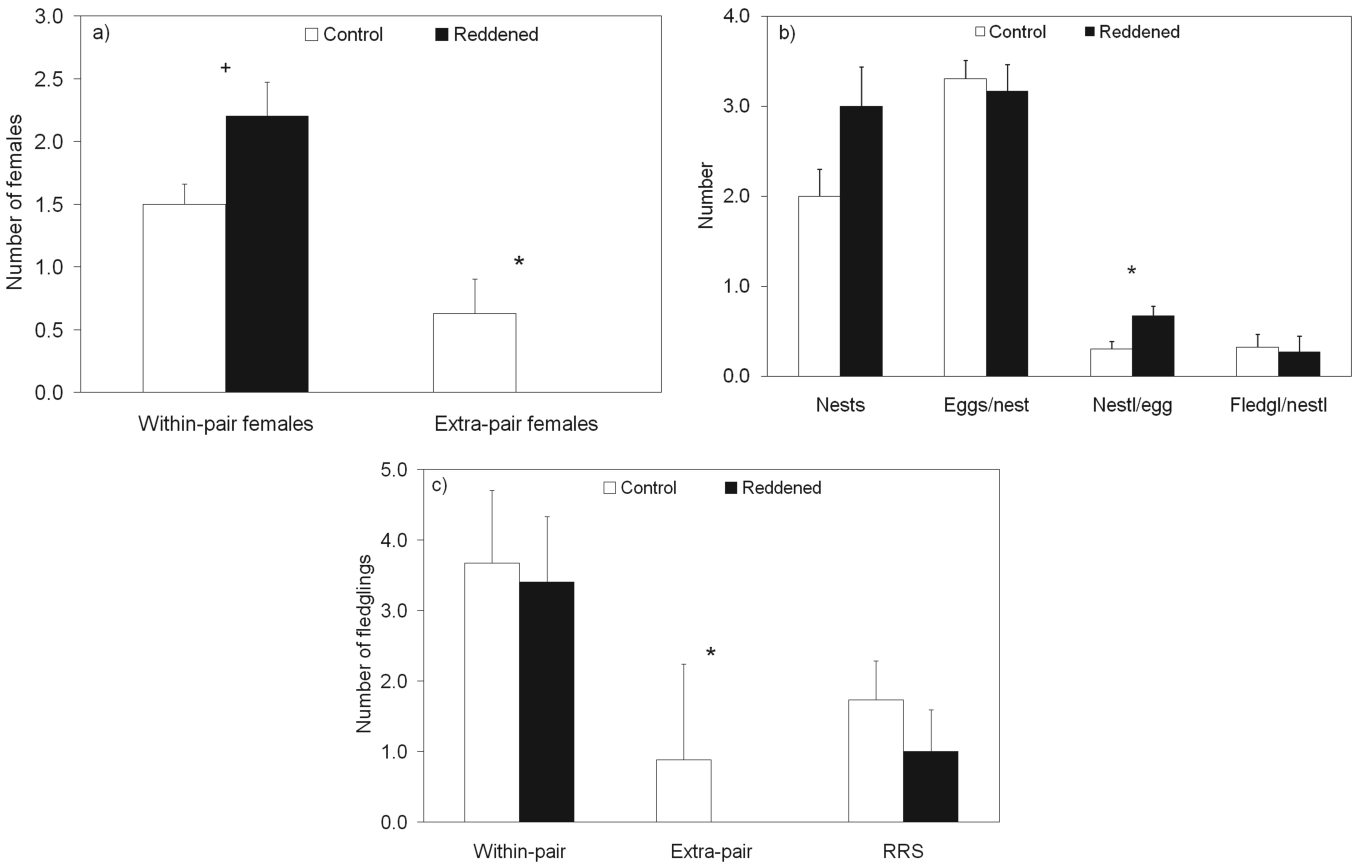 a)
Control Reddened
3.0
2.5
2.0
1.5
1.0
0.5
0.0
Number of females
+
*
Within-pair females Extra-pair females
b)
Control Reddened
4.0
3.0
2.0
1.0
0.0
Number
*
Nests Eggs/nest Nestl/egg Fledgl/nestl
c)
Control Reddened
5.0
4.0
3.0
2.0
1.0
0.0
Number of fledglings
*
Within-pair Extra-pair RRS